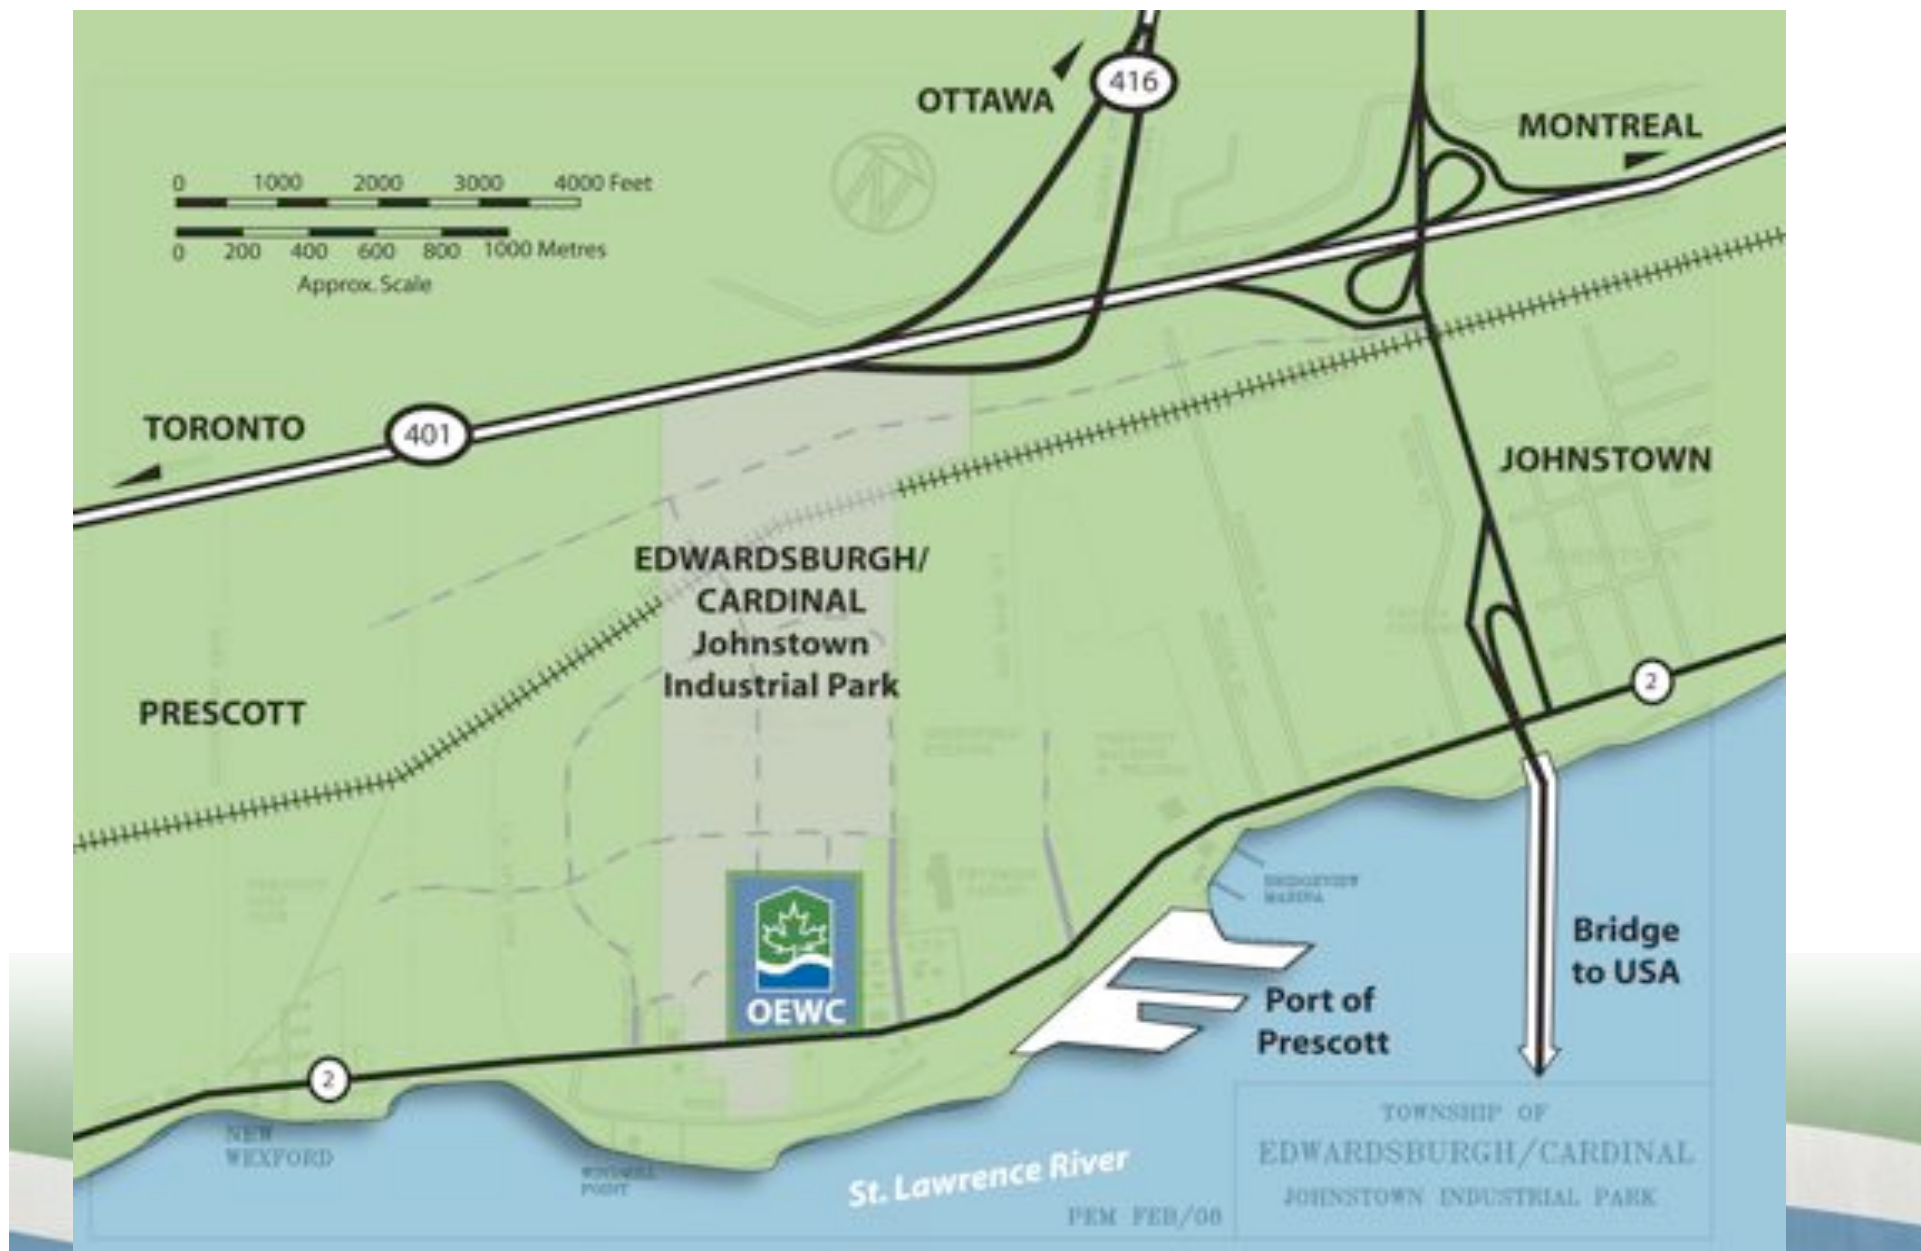 416
OTTAWA
MONTREAL
0 1000 2000 3000 4000 Feet
0 200 400 600 800 1000 Metres
Approx. Scale
TORONTO
401
JOHNSTOWN
EDWARDSBURGH/
CARDINAL
Johnstown
Industrial Park
PRESCOTT
2
OEWC
BRIDGEVIEW
MARINA
Bridge
to USA
Port of
Prescott
2
NEW
WEXFORD
WINDMILL
POINT
St. Lawrence River
TOWNSHIP OF
EDWARDSBURGH/CARDINAL
JOHNSTOWN INDUSTRIAL PARK
PEM FEB/08